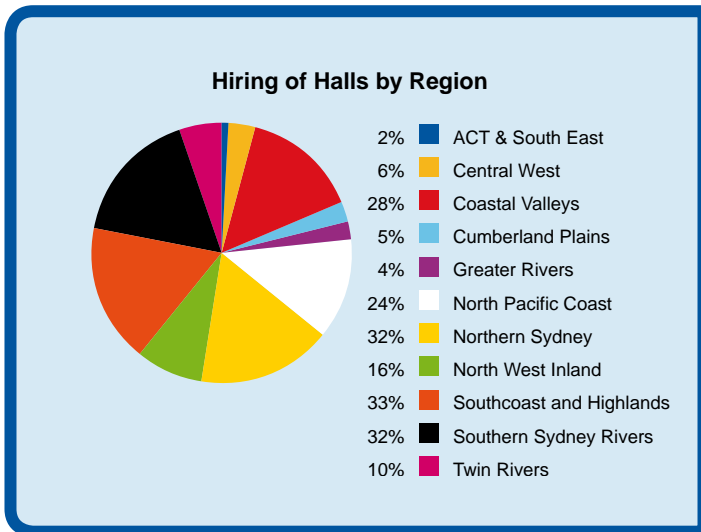 Hiring of Halls by Region
2% ACT & South East
6% Central West
28% Coastal Valleys
5% Cumberland Plains
4% Greater Rivers
24% North Pacific Coast
32% Northern Sydney
16% North West Inland
33% Southcoast and Highlands
32% Southern Sydney Rivers
10% Twin Rivers